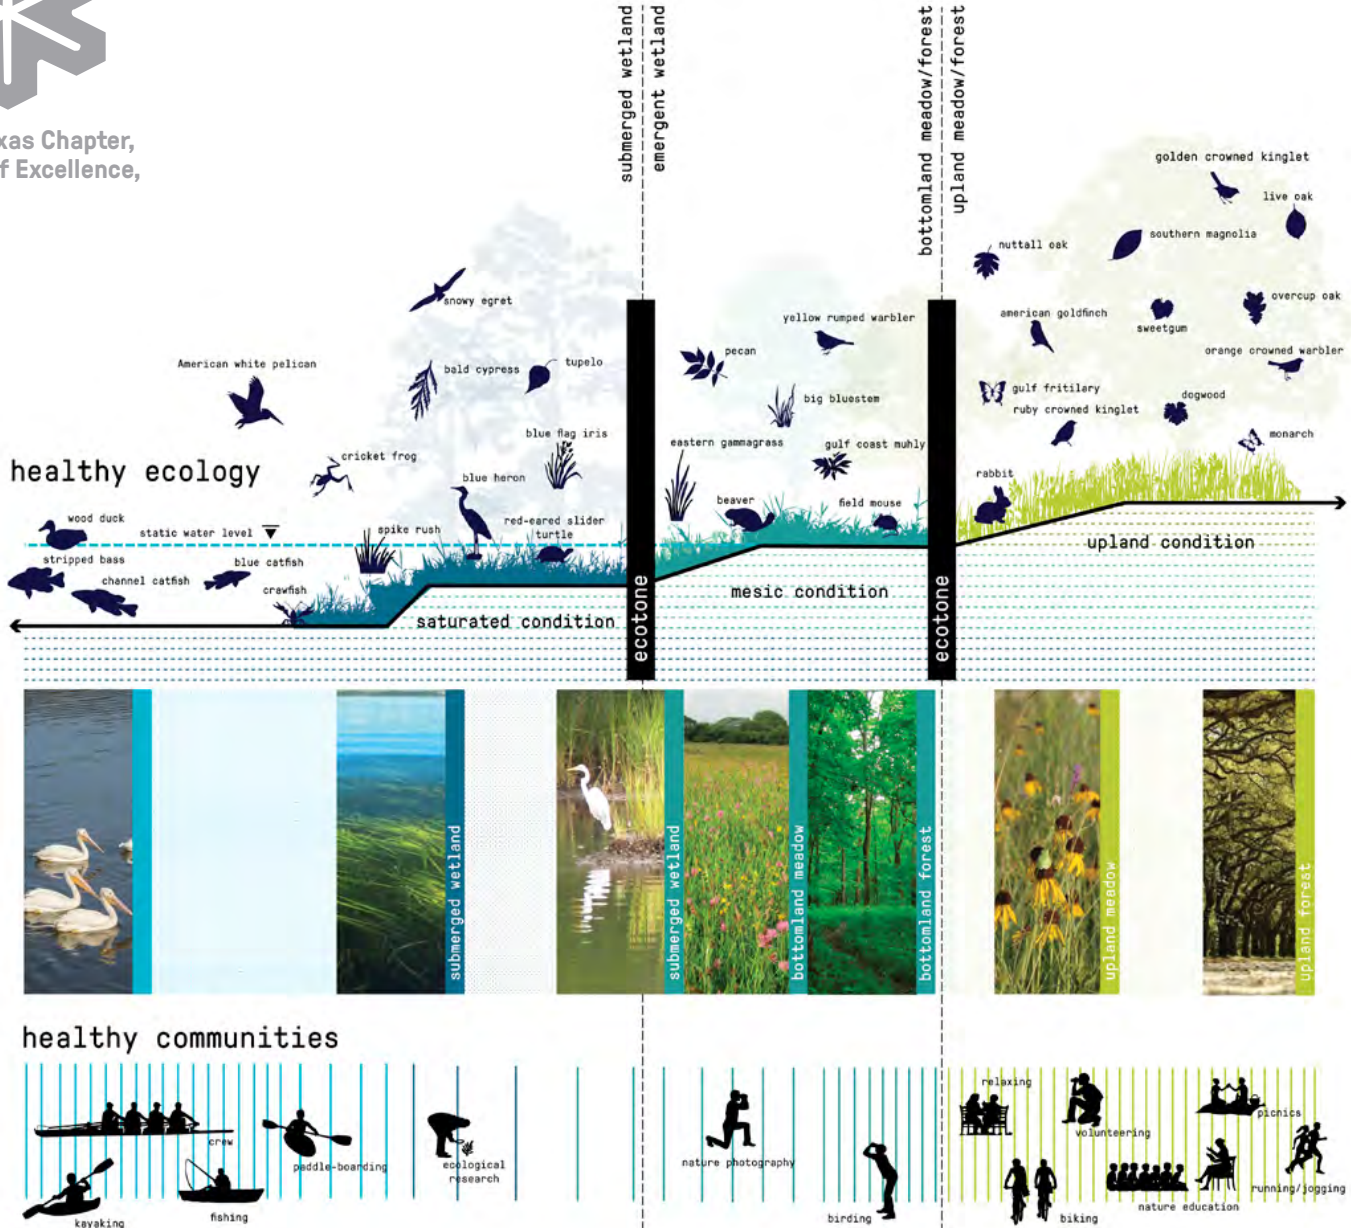 xas Chapter,
f Excellence,
submerged wetland
emergent wetland
bottomland meadow/forest
upland meadow/forest
golden crowned kinglet
live oak
southern magnolia
nuttall oak
snowy egret
overcup oak
american goldfinch
sweetgum
yellow rumped warbler
orange crowned warbler
pecan
American white pelican
bald cypress
tupelo
gulf fritilary
dogwood
big bluestem
ruby crowned kinglet
blue flag iris
monarch
eastern gammagrass
gulf coast muhly
cricket frog
healthy ecology
blue heron
rabbit
beaver
field mouse
wood duck
static water level
spike rush
red-eared slider
turtle
upland condition
stripped bass
blue catfish
channel catfish
crawfish
mesic condition
saturated condition
ecotone
ecotone
submerged wetland
submerged wetland
bottomland meadow
bottomland forest
upland meadow
upland forest
healthy communities
relaxing
picnics
volunteering
crew
paddle-boarding
ecological
research
nature photography
running/jogging
nature education
kayaking
fishing
birding
biking